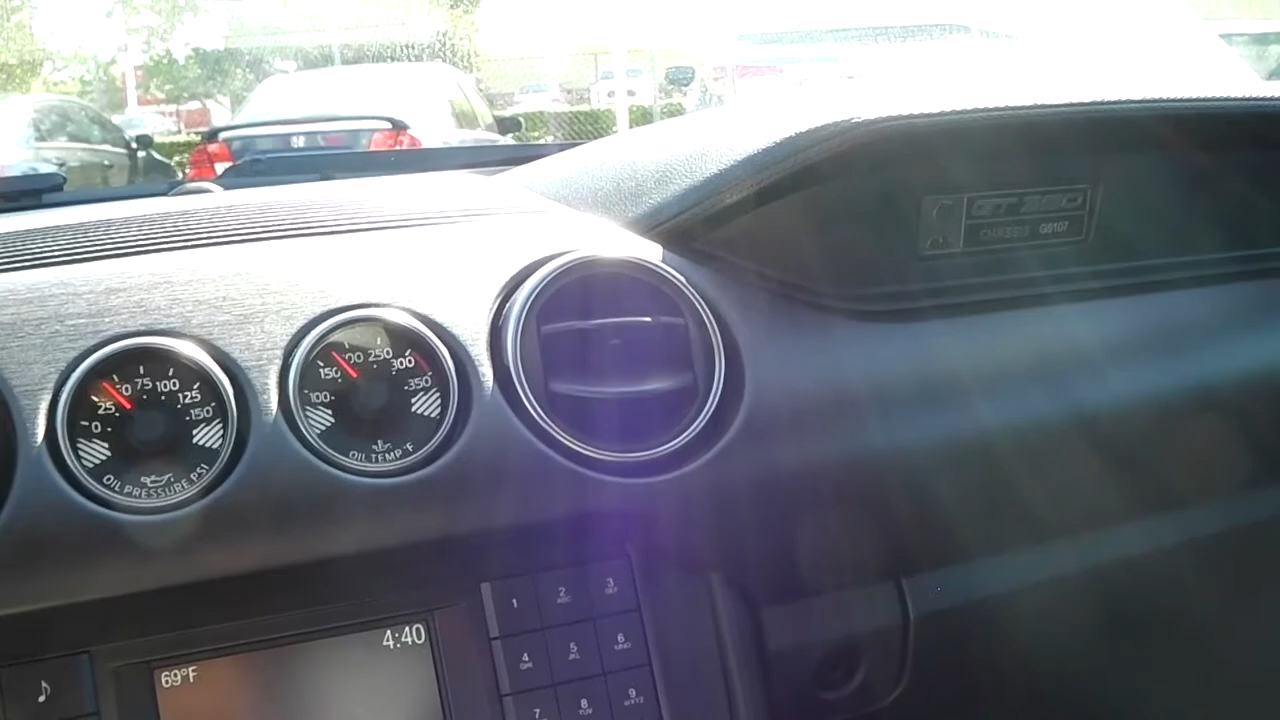 GT 350
CHASSIS G6107
0 25 50 75 100 125 150
OIL PRESSURE PSI
100 150 200 250 300 350
OIL TEMP °F
4:40
69°F
1
2 ABC
3 DEF
4 GHI
5 JKL
6 MNO
7
8 TUV
9 WXYZ